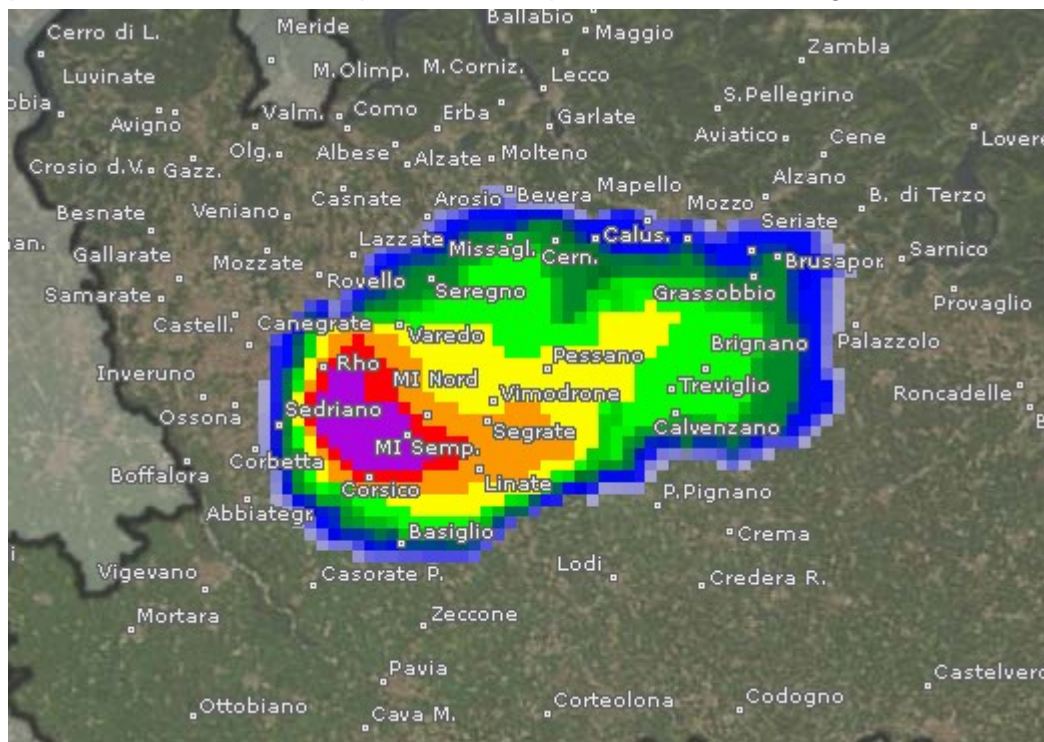 Ballabio
Cerro di L.
Meride
Maggio
Zambla
Luvinate
M.Olimp.
M.Corniz.
Lecco
obia
Valm.
Como
Erba
Garlate
S.Pellegrino
Avigno
Aviatico
Cene
Lovere
Olg.
Albese
Alzate
Molteno
Crosio d.V.
Gazz.
Casnate
Arosio
Bevera
Mapello
Alzano
Mozzo
B. di Terzo
Besnate
Veniano
Seriate
nan.
Gallarate
Mozzate
Lazzate
Missagl.
Cern.
Calus.
Brusapor.
Sarnico
Samarate
Rovello
Seregno
Grassobbio
Provaglio
Castell.
Canegrate
Varedo
Pessano
Brignano
Palazzolo
Inveruno
Rho
MI Nord
Vimodrone
Treviglio
Roncadelle
Ossona
Sedriano
Segrate
Calvenzano
Boffalora
Corbetta
MI Semp.
Corsico
Linate
P.Pignano
Abbiategr.
Basiglio
Crema
Vigevano
Casorate P.
Lodi
Credera R.
Mortara
Zeccone
Pavia
Castelverd
Ottobiano
Cava M.
Corteolona
Codogno